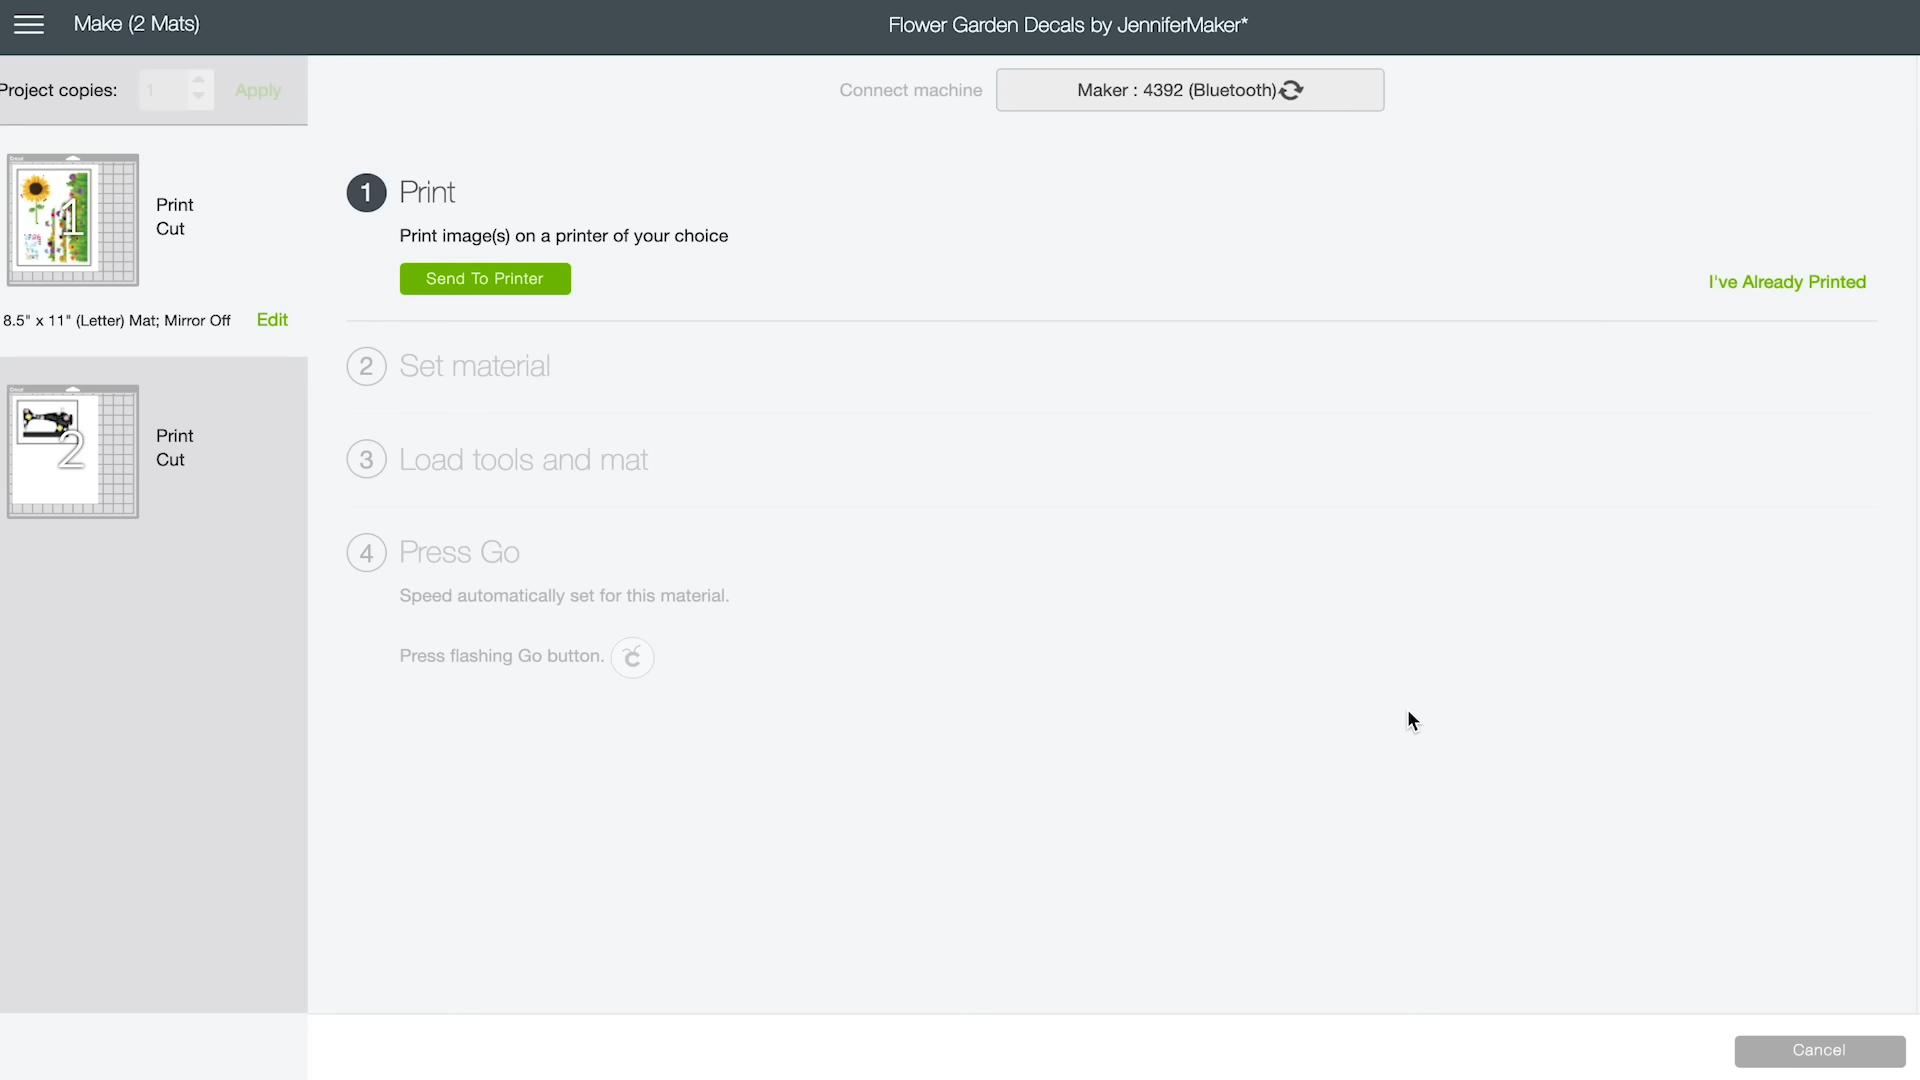 Make (2 Mats)
Flower Garden Decals by JenniferMaker*
Project copies: 1 Apply
Connect machine Maker : 4392 (Bluetooth)
1
Print
Cut
8.5" x 11" (Letter) Mat; Mirror Off Edit
2
Print
Cut
1 Print
Print image(s) on a printer of your choice
Send To Printer
I've Already Printed
2 Set material
3 Load tools and mat
4 Press Go
Speed automatically set for this material.
Press flashing Go button.
Cancel